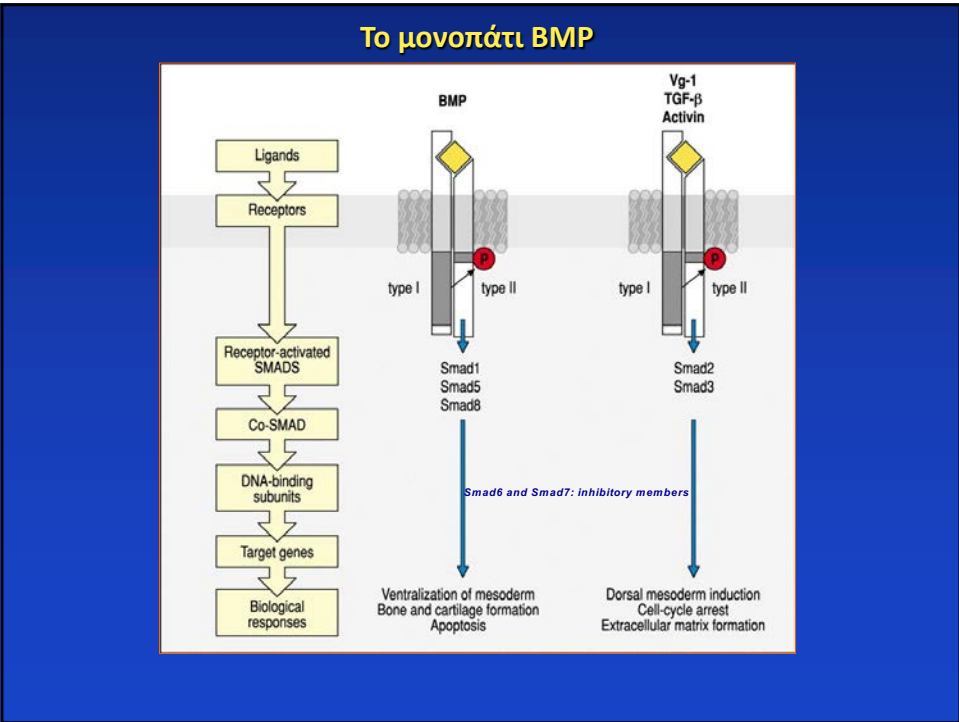 Το μονοπάτι BMP
Ligands
Receptors
Receptor-activated
SMADS
Co-SMAD
DNA-binding
subunits
Target genes
Biological
responses
BMP
P
type I
type II
Smad1
Smad5
Smad8
Ventralization of mesoderm
Bone and cartilage formation
Apoptosis
Smad6 and Smad7: inhibitory members
Vg-1
TGF-β
Activin
P
type I
type II
Smad2
Smad3
Dorsal mesoderm induction
Cell-cycle arrest
Extracellular matrix formation